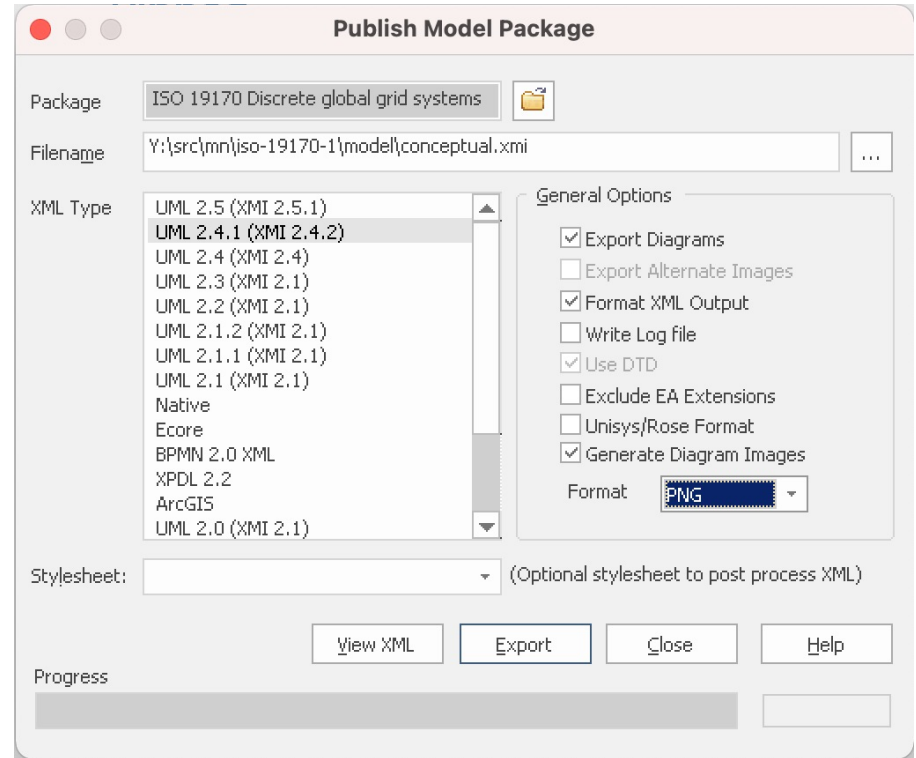 Publish Model Package
Package
ISO 19170 Discrete global grid systems
Filename
Y:\src\mn\iso-19170-1\model\conceptual.xmi
...
XML Type
UML 2.5 (XMI 2.5.1)
UML 2.4.1 (XMI 2.4.2)
UML 2.4 (XMI 2.4)
UML 2.3 (XMI 2.1)
UML 2.2 (XMI 2.1)
UML 2.1.2 (XMI 2.1)
UML 2.1.1 (XMI 2.1)
UML 2.1 (XMI 2.1)
Native
Ecore
BPMN 2.0 XML
XPDL 2.2
ArcGIS
UML 2.0 (XMI 2.1)
General Options
Export Diagrams
Export Alternate Images
Format XML Output
Write Log file
Use DTD
Exclude EA Extensions
Unisys/Rose Format
Generate Diagram Images
Format
PNG
Stylesheet:
(Optional stylesheet to post process XML)
View XML
Export
Close
Help
Progress